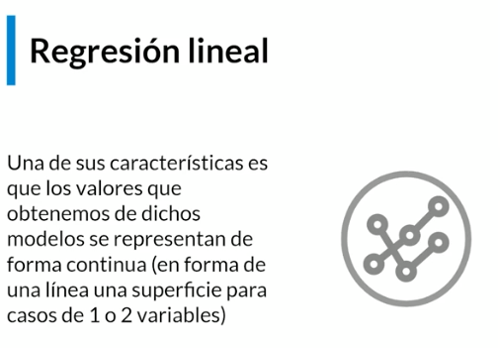 Regresión lineal
Una de sus características es
que los valores que
obtenemos de dichos
modelos se representan de
forma continua (en forma de
una línea una superficie para
casos de 1 o 2 variables)